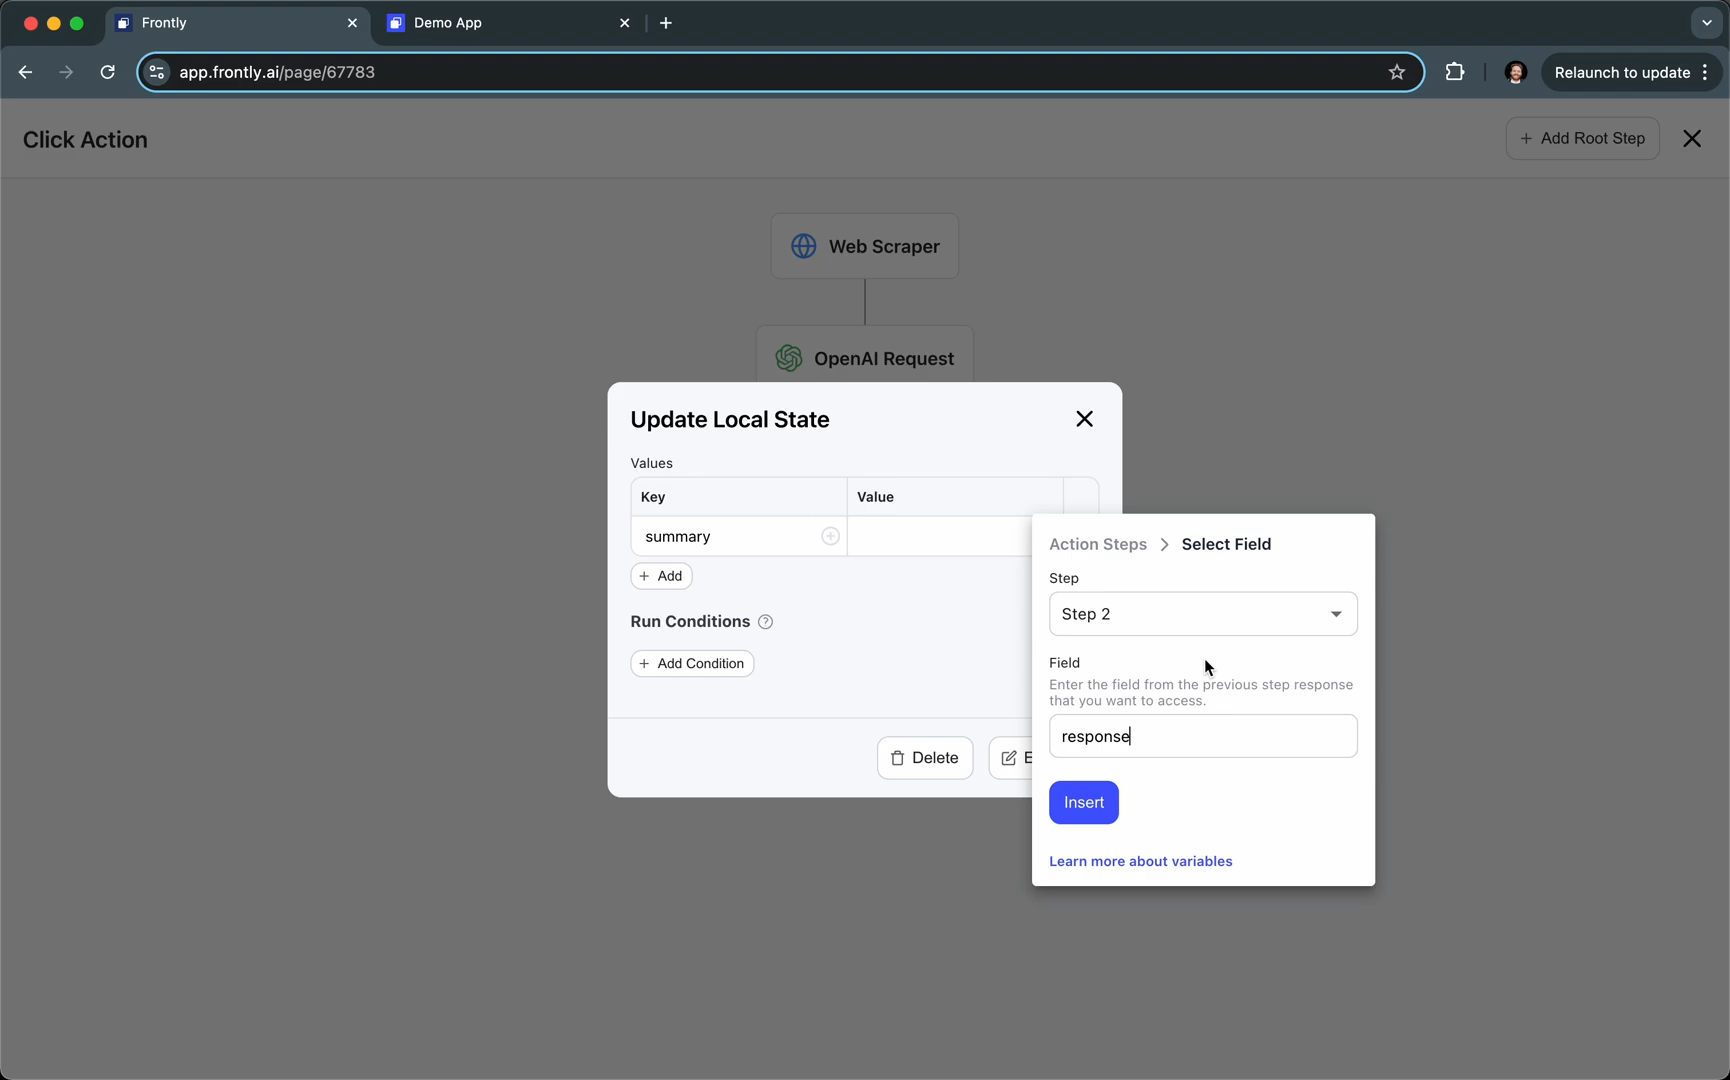 Frontly
Demo App
app.frontly.ai/page/67783
Relaunch to update
Click Action
Add Root Step
Web Scraper
OpenAI Request
Update Local State
Values
Key Value
summary
Add
Run Conditions
Add Condition
Delete
E
Action Steps > Select Field
Step
Step 2
Field
Enter the field from the previous step response
that you want to access.
response
Insert
Learn more about variables